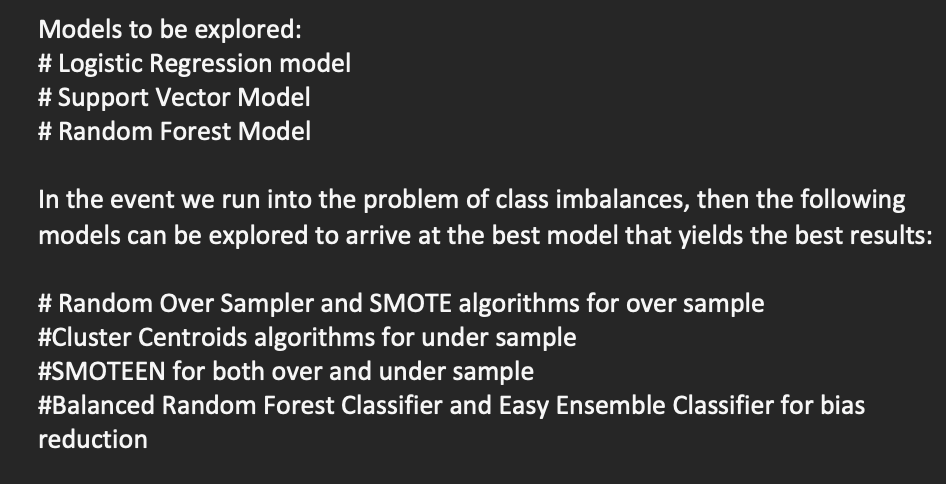 Models to be explored:
# Logistic Regression model
# Support Vector Model
# Random Forest Model
In the event we run into the problem of class imbalances, then the following
models can be explored to arrive at the best model that yields the best results:
# Random Over Sampler and SMOTE algorithms for over sample
#Cluster Centroids algorithms for under sample
#SMOTEEN for both over and under sample
#Balanced Random Forest Classifier and Easy Ensemble Classifier for bias
reduction